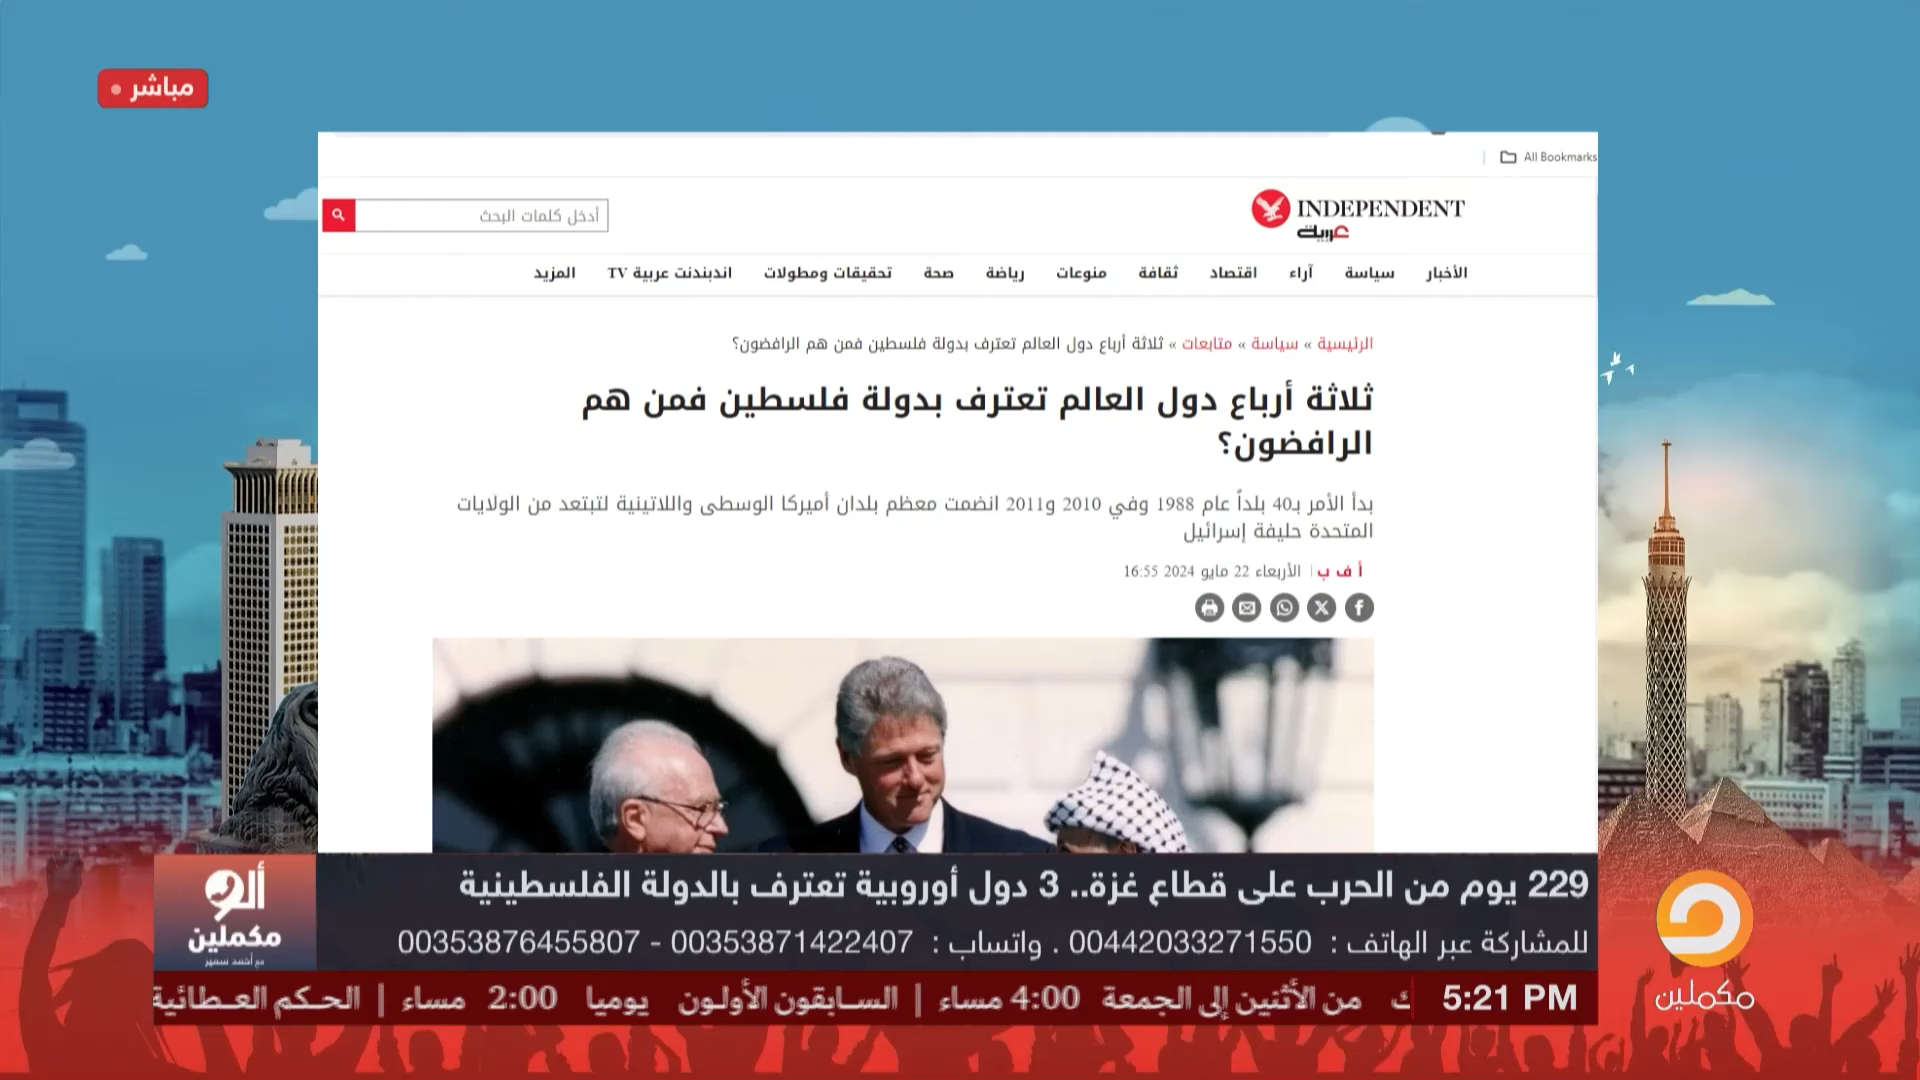 مباشر
All Bookmarks
INDEPENDENT
عربية
أدخل كلمات البحث
الأخبار سياسة آراء اقتصاد ثقافة منوعات رياضة صحة تحقيقات ومطولات اندبندنت عربية TV المزيد
الرئيسية » سياسة » متابعات » ثلاثة أرباع دول العالم تعترف بدولة فلسطين فمن هم الرافضون؟
ثلاثة أرباع دول العالم تعترف بدولة فلسطين فمن هم
الرافضون؟
بدأ الأمر بـ40 بلداً عام 1988 وفي 2010 و2011 انضمت معظم بلدان أميركا الوسطى واللاتينية لتبتعد من الولايات
المتحدة حليفة إسرائيل
أ ف ب | الأربعاء 22 مايو 2024 16:55
229 يوم من الحرب على قطاع غزة.. 3 دول أوروبية تعترف بالدولة الفلسطينية
للمشاركة عبر الهاتف : 00442033271550 . واتساب : 00353871422407 - 00353876455807
ألو
مكملين
مع أحمد سمير
5:21 PM
ك من الأثنين إلى الجمعة 4:00 مساء | السابقون الأولون يوميا 2:00 مساء | الحكم العطائية
مكملين